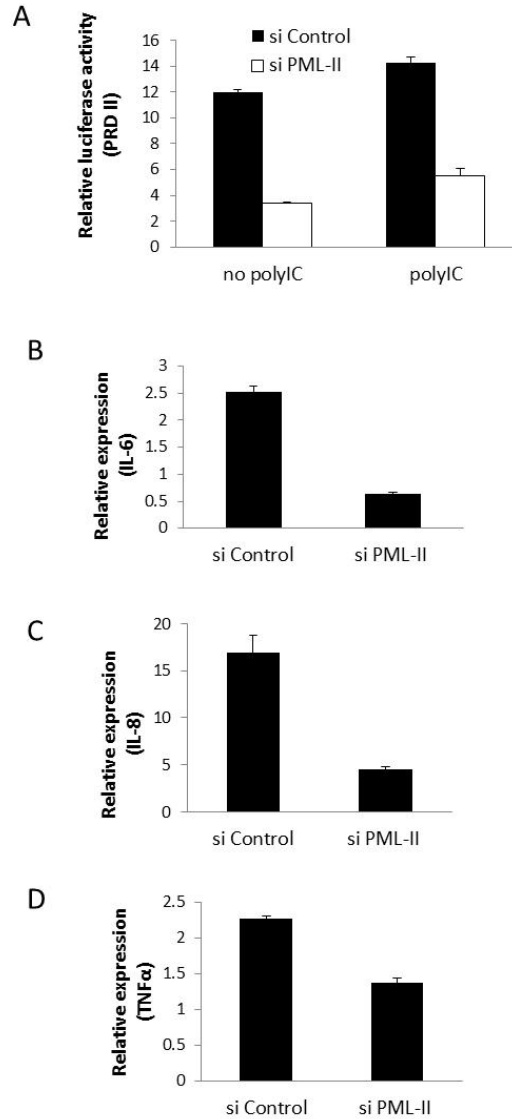 A
si Control
si PML-II
Relative luciferase activity
(PRD II)
16
14
12
10
8
6
4
2
0
no polyIC
polyIC
B
Relative expression
(IL-6)
3
2.5
2
1.5
1
0.5
0
si Control
si PML-II
C
Relative expression
(IL-8)
20
15
10
5
0
si Control
si PML-II
D
Relative expression
(TNFα)
2.5
2
1.5
1
0.5
0
si Control
si PML-II